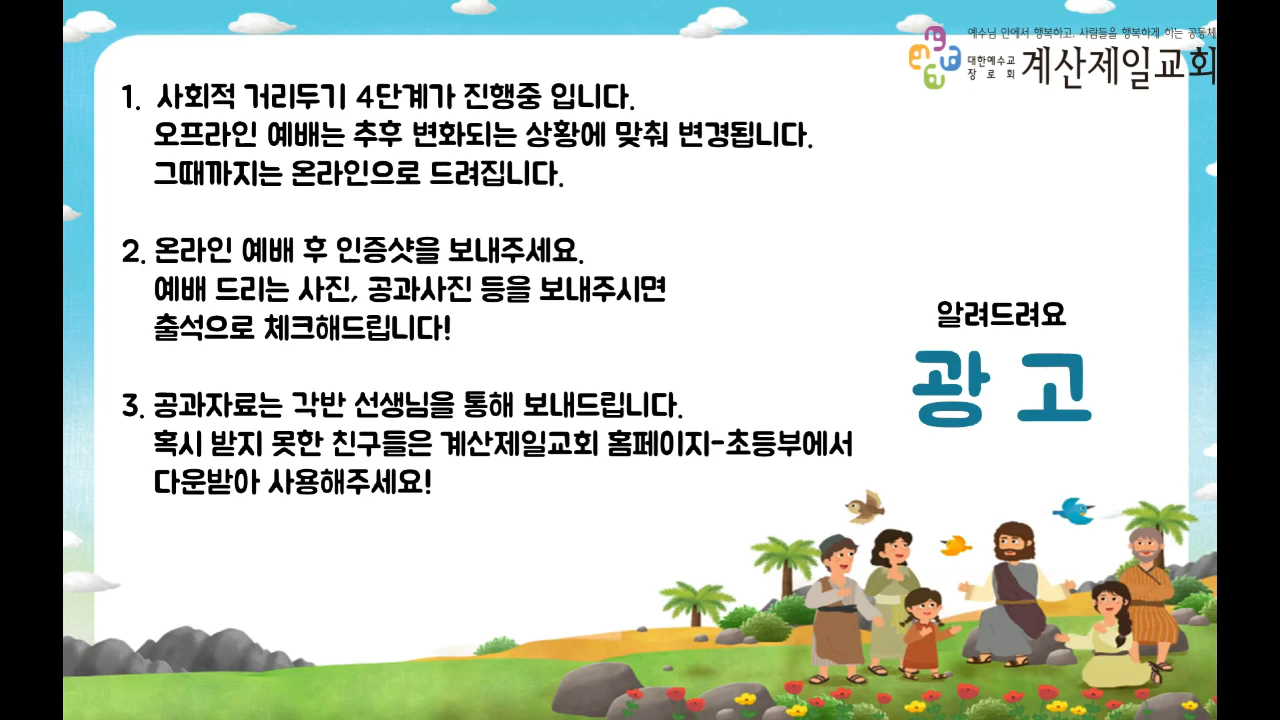 예수님 안에서 행복하고, 사람들을 행복하게 하는 공동체
대한예수교
장로회
계산제일교회
1. 사회적 거리두기 4단계가 진행중 입니다.
오프라인 예배는 추후 변화되는 상황에 맞춰 변경됩니다.
그때까지는 온라인으로 드려집니다.
2. 온라인 예배 후 인증샷을 보내주세요.
예배 드리는 사진, 공과사진 등을 보내주시면
출석으로 체크해드립니다!
3. 공과자료는 각반 선생님을 통해 보내드립니다.
혹시 받지 못한 친구들은 계산제일교회 홈페이지-초등부에서
다운받아 사용해주세요!
알려드려요
광고